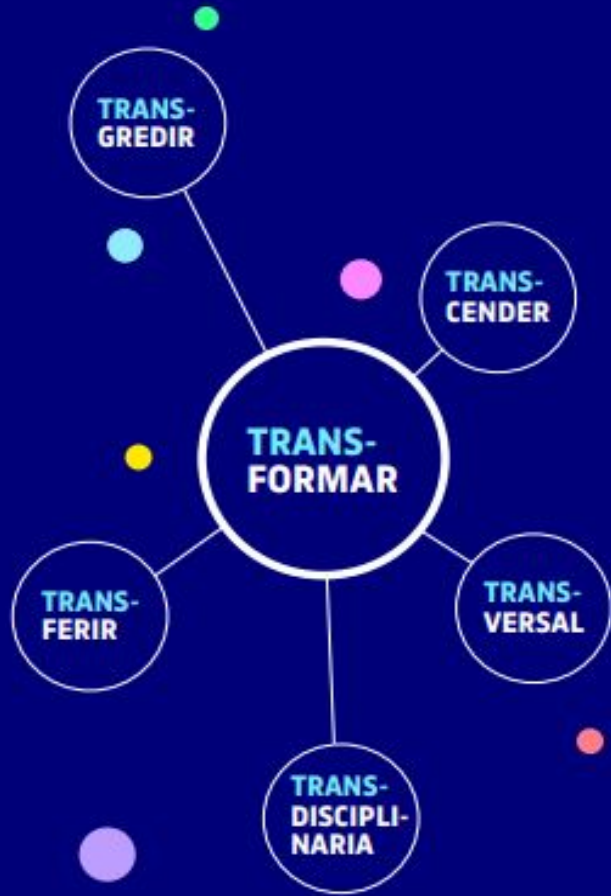 TRANS-
GREDIR
TRANS-
CENDER
TRANS-
FORMAR
TRANS-
FERIR
TRANS-
VERSAL
TRANS-
DISCIPLI-
NARIA